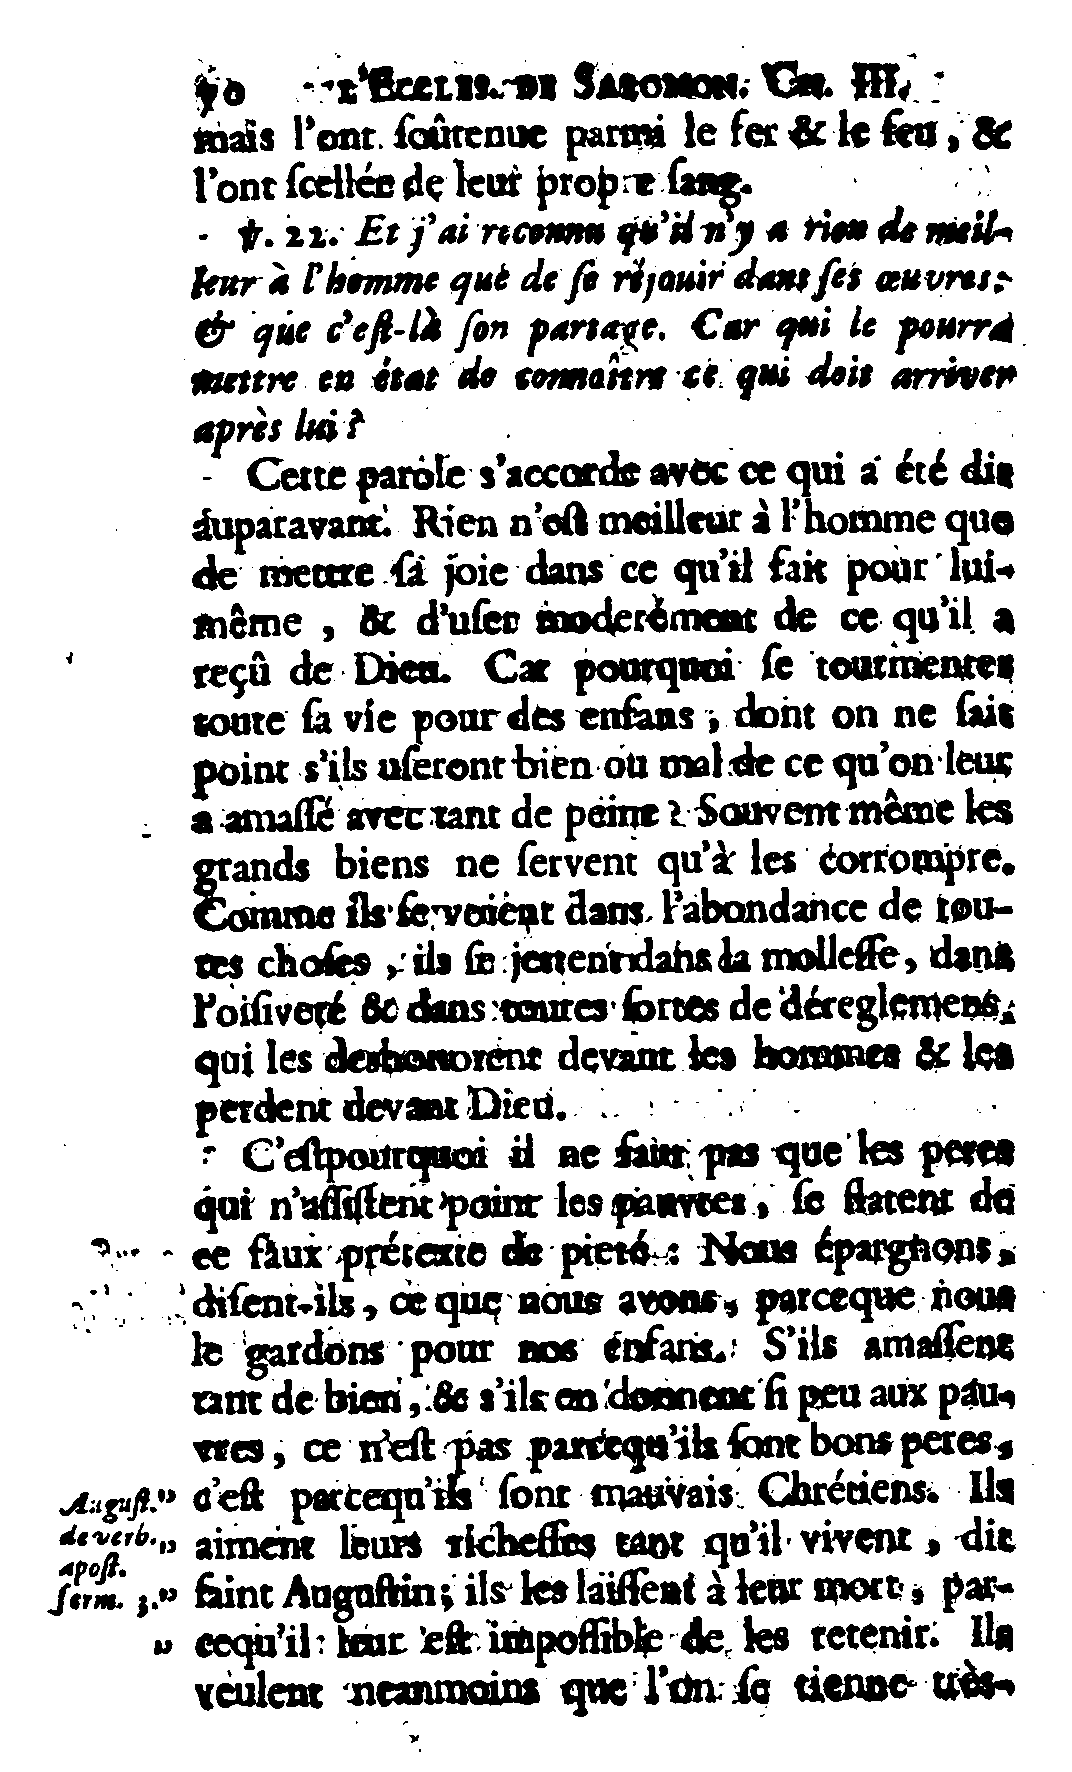 70 L'ECCLES. DE SALOMON. CH. III.
mais l'ont ſoûtenue parmi le fer & le feu, &
l'ont ſcellée de leur propre ſang.
℣. 22. Et j'ai reconnu qu'il n'y a rien de meil-
leur à l'homme que de ſe réjouir dans ſes œuvres;
& que c'eſt-là ſon partage. Car qui le pourra
mettre en état de connaître ce qui doit arriver
après lui?
Cette parole s'accorde avec ce qui a été dit
auparavant. Rien n'eſt meilleur à l'homme que
de mettre ſa joie dans ce qu'il fait pour lui-
même, & d'uſer moderément de ce qu'il a
reçû de Dieu. Car pourquoi ſe tourmenter
toute ſa vie pour des enfans, dont on ne ſait
point s'ils uſeront bien ou mal de ce qu'on leur
a amaſſé avec tant de peine? Souvent même les
grands biens ne ſervent qu'à les corrompre.
Comme ils ſe voient dans l'abondance de tou-
tes choſes, ils ſe jettent dans la molleſſe, dans
l'oiſiveté & dans toutes ſortes de déreglemens,
qui les deshonorent devant les hommes & les
perdent devant Dieu.
C'eſtpourquoi il ne faut pas que les peres
qui n'aſſiſtent point les pauvres, ſe flatent de
ce faux prétexte de pieté: Nous épargnons,
diſent-ils, ce que nous avons, parceque nous
le gardons pour nos enfans. S'ils amaſſent
tant de bien, & s'ils en donnent ſi peu aux pau-
vres, ce n'eſt pas parcequ'ils ſont bons peres,
Auguſt. " c'eſt parcequ'ils ſont mauvais Chrétiens. Ils
de verb. " aiment leurs richeſſes tant qu'il vivent, dit
apoſt.
ſerm. 3. " ſaint Auguſtin; ils les laiſſent à leur mort, par-
" cequ'il leur eſt impoſſible de les retenir. Ils
veulent neanmoins que l'on ſe tienne très-